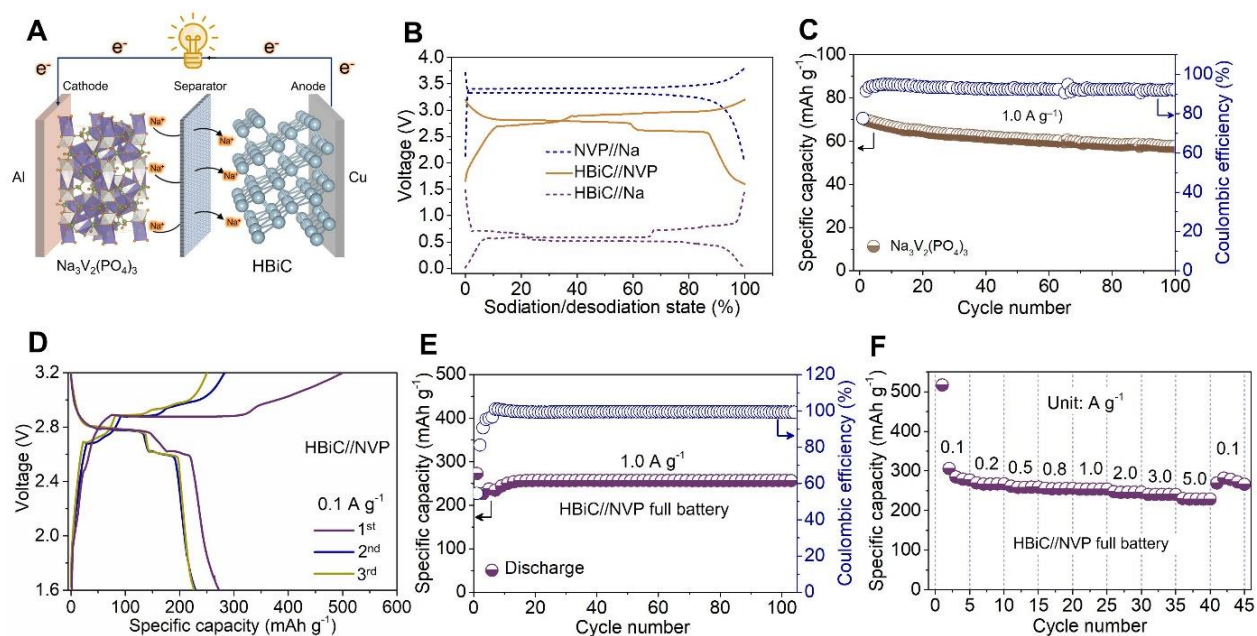 A
e⁻ e⁻
e⁻ e⁻
Cathode Separator Anode
Na⁺
Na⁺
Na⁺
Na⁺
Na⁺
Na⁺
Al Cu
Na₃V₂(PO₄)₃ HBiC
B
4.0
3.5
3.0
2.5
2.0
1.5
1.0
0.5
0.0
Voltage (V)
NVP//Na
HBiC//NVP
HBiC//Na
0 20 40 60 80 100
Sodiation/desodiation state (%)
C
100
80
60
40
20
0
Specific capacity (mAh g⁻¹)
1.0 A g⁻¹)
Na₃V₂(PO₄)₃
100
80
60
40
20
0
Coulombic efficiency (%)
0 20 40 60 80 100
Cycle number
D
3.2
2.8
2.4
2.0
1.6
Voltage (V)
HBiC//NVP
0.1 A g⁻¹
1ˢᵗ
2ⁿᵈ
3ʳᵈ
0 100 200 300 400 500 600
Specific capacity (mAh g⁻¹)
E
500
400
300
200
100
0
Specific capacity (mAh g⁻¹)
1.0 A g⁻¹
HBiC//NVP full battery
Discharge
120
100
80
60
40
20
0
Coulombic efficiency (%)
0 20 40 60 80 100
Cycle number
F
500
400
300
200
100
0
Specific capacity (mAh g⁻¹)
Unit: A g⁻¹
0.1 0.2 0.5 0.8 1.0 2.0 3.0 5.0 0.1
HBiC//NVP full battery
0 5 10 15 20 25 30 35 40 45
Cycle number